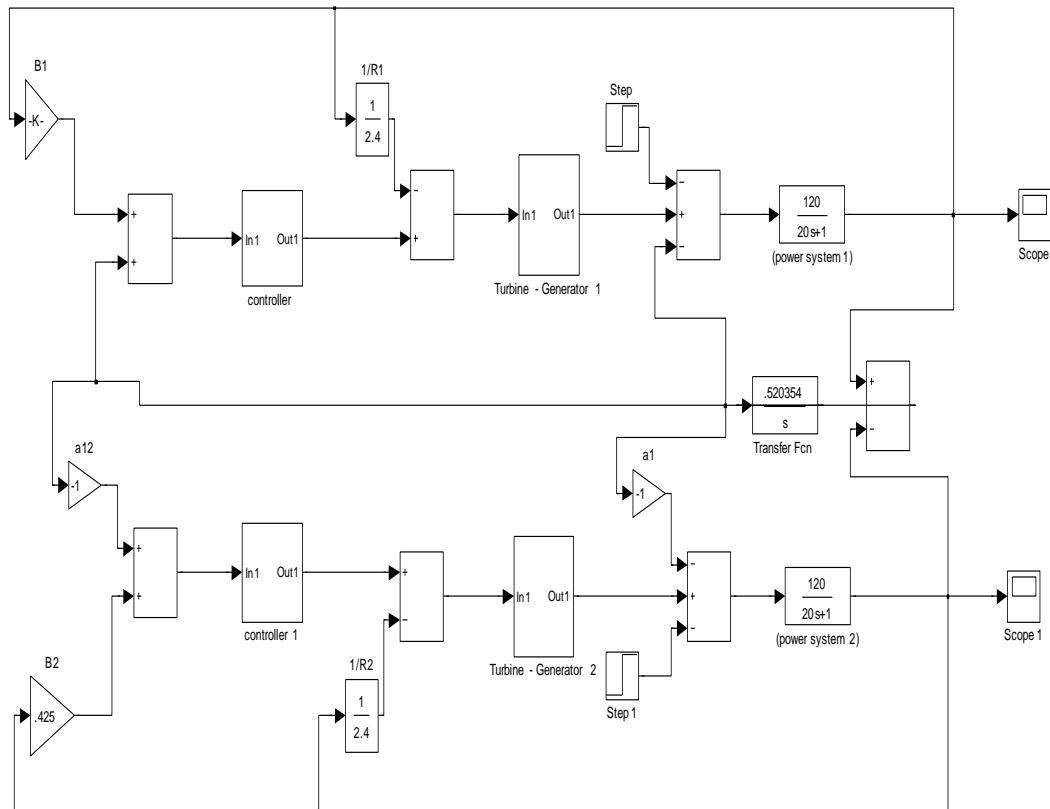 B1
-K-
1/R1
1
2.4
Step
+
+
In1 Out1
controller
−
+
In1 Out1
Turbine - Generator 1
−
+
−
120
20s+1
(power system 1)
Scope
a12
-1
.520354
s
Transfer Fcn
+
−
a1
-1
+
+
In1 Out1
controller 1
+
−
In1 Out1
Turbine - Generator 2
−
+
−
120
20s+1
(power system 2)
Scope 1
B2
.425
1/R2
1
2.4
Step 1